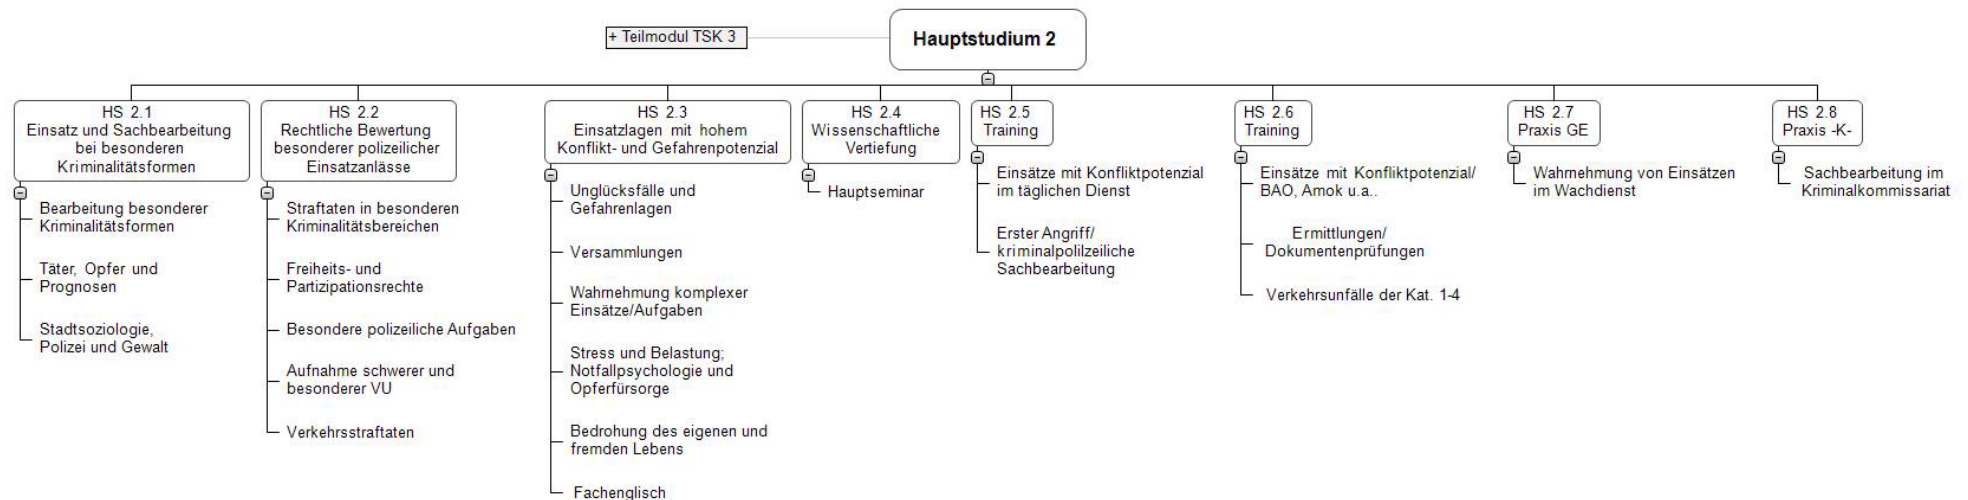 + Teilmodul TSK 3
Hauptstudium 2
HS 2.1
Einsatz und Sachbearbeitung
bei besonderen
Kriminalitätsformen
Bearbeitung besonderer
Kriminalitätsformen
Täter, Opfer und
Prognosen
Stadtsoziologie,
Polizei und Gewalt
HS 2.2
Rechtliche Bewertung
besonderer polizeilicher
Einsatzanlässe
Straftaten in besonderen
Kriminalitätsbereichen
Freiheits- und
Partizipationsrechte
Besondere polizeiliche Aufgaben
Aufnahme schwerer und
besonderer VU
Verkehrsstraftaten
HS 2.3
Einsatzlagen mit hohem
Konflikt- und Gefahrenpotenzial
Unglücksfälle und
Gefahrenlagen
Versammlungen
Wahrnehmung komplexer
Einsätze/Aufgaben
Stress und Belastung;
Notfallpsychologie und
Opferfürsorge
Bedrohung des eigenen und
fremden Lebens
Fachenglisch
HS 2.4
Wissenschaftliche
Vertiefung
Hauptseminar
HS 2.5
Training
Einsätze mit Konfliktpotenzial
im täglichen Dienst
Erster Angriff/
kriminalpolilzeiliche
Sachbearbeitung
HS 2.6
Training
Einsätze mit Konfliktpotenzial/
BAO, Amok u.a..
Ermittlungen/
Dokumentenprüfungen
Verkehrsunfälle der Kat. 1-4
HS 2.7
Praxis GE
Wahrnehmung von Einsätzen
im Wachdienst
HS 2.8
Praxis -K-
Sachbearbeitung im
Kriminalkommissariat